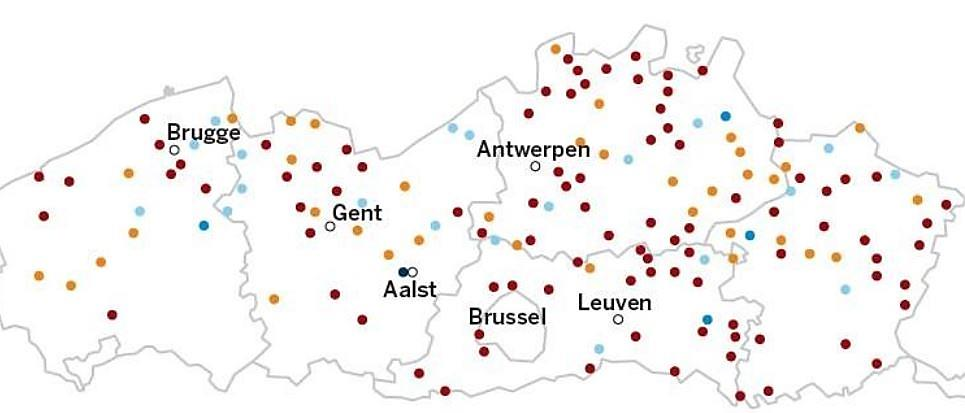 Brugge
Antwerpen
Gent
Aalst
Brussel
Leuven